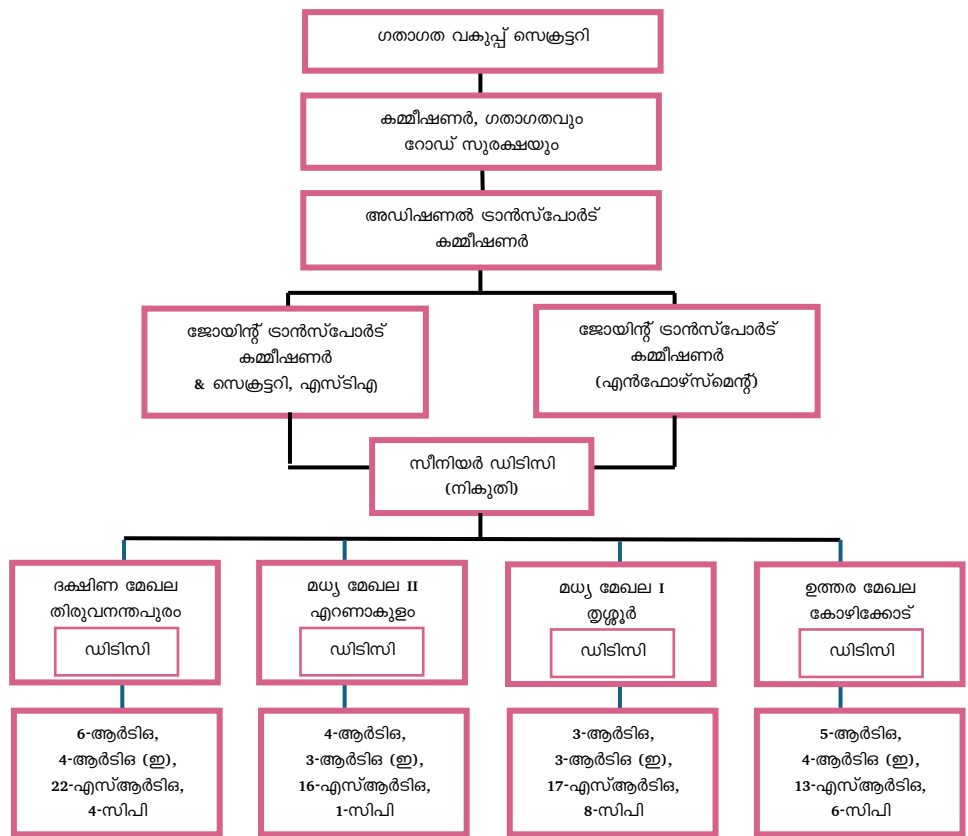 ഗതാഗത വകുപ്പ് സെക്രട്ടറി
കമ്മീഷണർ, ഗതാഗതവും
റോഡ് സുരക്ഷയും
അഡിഷണൽ ട്രാൻസ്പോർട്
കമ്മീഷണർ
ജോയിന്റ് ട്രാൻസ്പോർട്
കമ്മീഷണർ
& സെക്രട്ടറി, എസ്ടിഎ
ജോയിന്റ് ട്രാൻസ്പോർട്
കമ്മീഷണർ
(എൻഫോഴ്സ്മെന്റ്)
സീനിയർ ഡിടിസി
(നികുതി)
ദക്ഷിണ മേഖല
തിരുവനന്തപുരം
ഡിടിസി
മധ്യ മേഖല II
എറണാകുളം
ഡിടിസി
മധ്യ മേഖല I
തൃശ്ശൂർ
ഡിടിസി
ഉത്തര മേഖല
കോഴിക്കോട്
ഡിടിസി
6-ആർടിഒ,
4-ആർടിഒ (ഇ),
22-എസ്ആർടിഒ,
4-സിപി
4-ആർടിഒ,
3-ആർടിഒ (ഇ),
16-എസ്ആർടിഒ,
1-സിപി
3-ആർടിഒ,
3-ആർടിഒ (ഇ),
17-എസ്ആർടിഒ,
8-സിപി
5-ആർടിഒ,
4-ആർടിഒ (ഇ),
13-എസ്ആർടിഒ,
6-സിപി